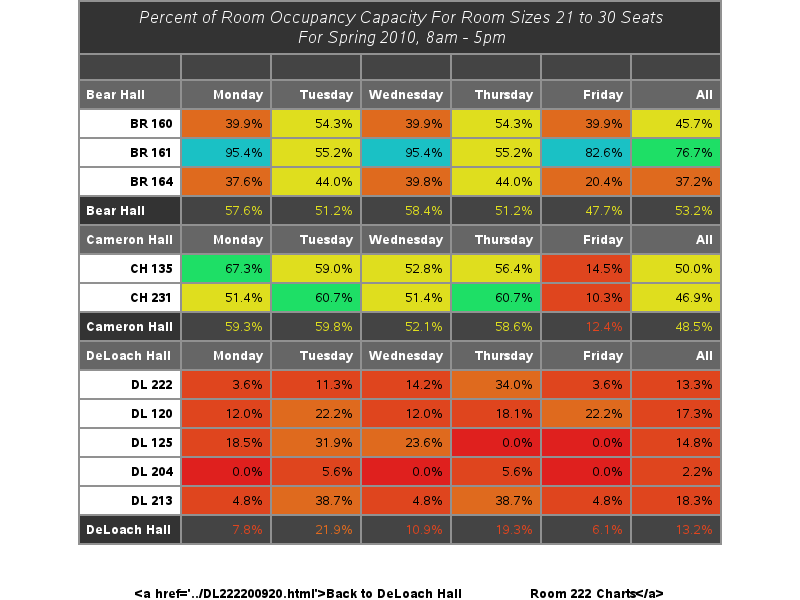 Percent of Room Occupancy Capacity For Room Sizes 21 to 30 Seats
For Spring 2010, 8am - 5pm
Bear Hall Monday Tuesday Wednesday Thursday Friday All
BR 160 39.9% 54.3% 39.9% 54.3% 39.9% 45.7%
BR 161 95.4% 55.2% 95.4% 55.2% 82.6% 76.7%
BR 164 37.6% 44.0% 39.8% 44.0% 20.4% 37.2%
Bear Hall 57.6% 51.2% 58.4% 51.2% 47.7% 53.2%
Cameron Hall Monday Tuesday Wednesday Thursday Friday All
CH 135 67.3% 59.0% 52.8% 56.4% 14.5% 50.0%
CH 231 51.4% 60.7% 51.4% 60.7% 10.3% 46.9%
Cameron Hall 59.3% 59.8% 52.1% 58.6% 12.4% 48.5%
DeLoach Hall Monday Tuesday Wednesday Thursday Friday All
DL 222 3.6% 11.3% 14.2% 34.0% 3.6% 13.3%
DL 120 12.0% 22.2% 12.0% 18.1% 22.2% 17.3%
DL 125 18.5% 31.9% 23.6% 0.0% 0.0% 14.8%
DL 204 0.0% 5.6% 0.0% 5.6% 0.0% 2.2%
DL 213 4.8% 38.7% 4.8% 38.7% 4.8% 18.3%
DeLoach Hall 7.8% 21.9% 10.9% 19.3% 6.1% 13.2%
<a href='../DL222200920.html'>Back to DeLoach Hall Room 222 Charts</a>